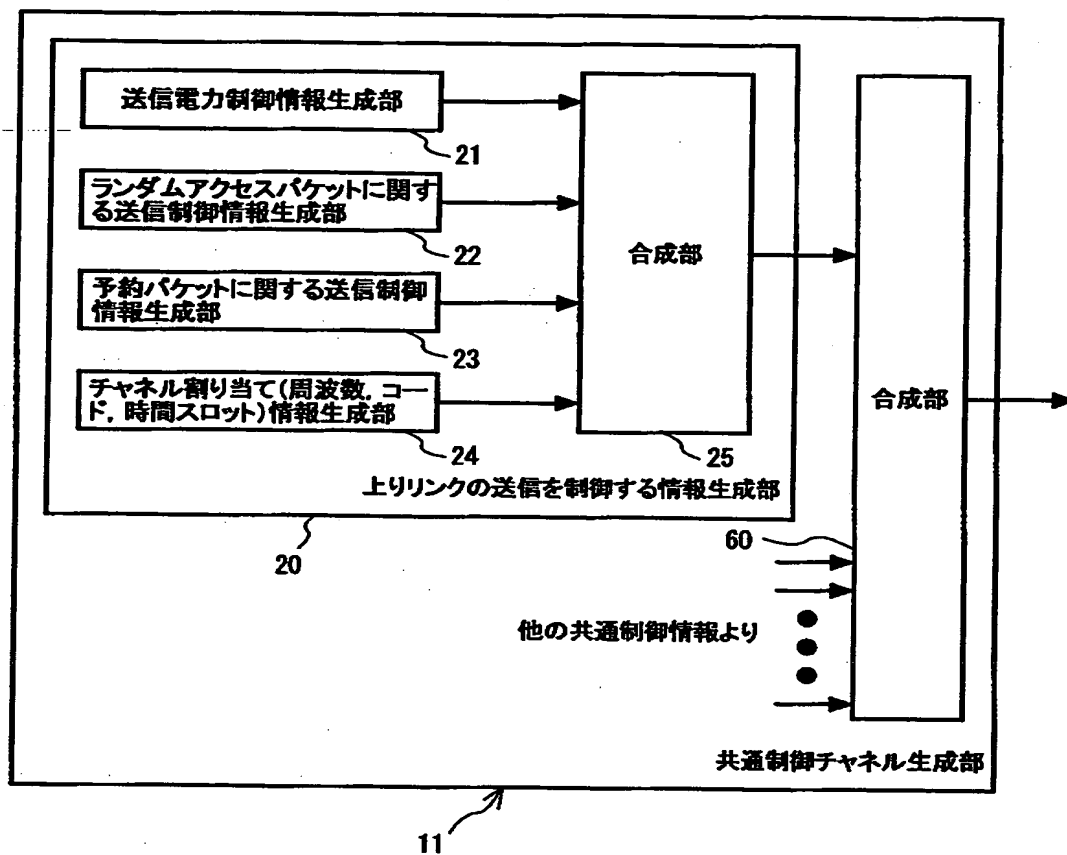 送信電力制御情報生成部
21
ランダムアクセスパケットに関す
る送信制御情報生成部
22
予約パケットに関する送信制御
情報生成部
23
チャネル割り当て(周波数, コー
ド, 時間スロット)情報生成部
24
合成部
25
上りリンクの送信を制御する情報生成部
20
合成部
60
他の共通制御情報より
共通制御チャネル生成部
11